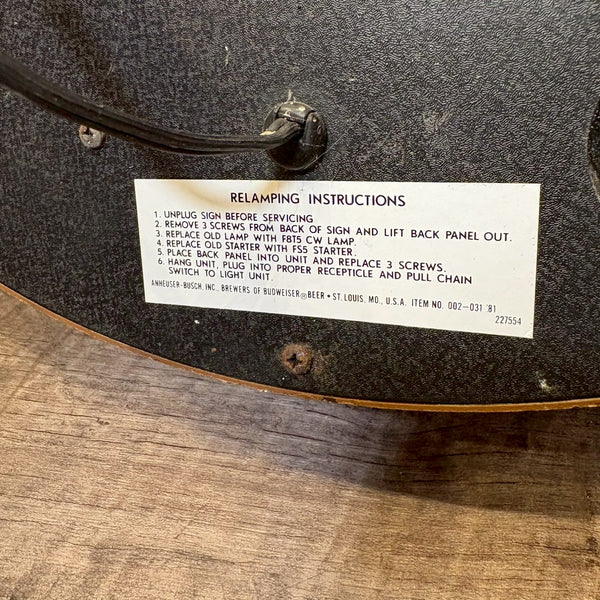 RELAMPING INSTRUCTIONS
1. UNPLUG SIGN BEFORE SERVICING
2. REMOVE 3 SCREWS FROM BACK OF SIGN AND LIFT BACK PANEL OUT.
3. REPLACE OLD LAMP WITH F8T5 CW LAMP.
4. REPLACE OLD STARTER WITH FS5 STARTER.
5. PLACE BACK PANEL INTO UNIT AND REPLACE 3 SCREWS.
6. HANG UNIT, PLUG INTO PROPER RECEPTICLE AND PULL CHAIN
SWITCH TO LIGHT UNIT.
ANHEUSER-BUSCH, INC., BREWERS OF BUDWEISER® BEER • ST. LOUIS, MO., U.S.A. ITEM NO. 002-031 '81
227554